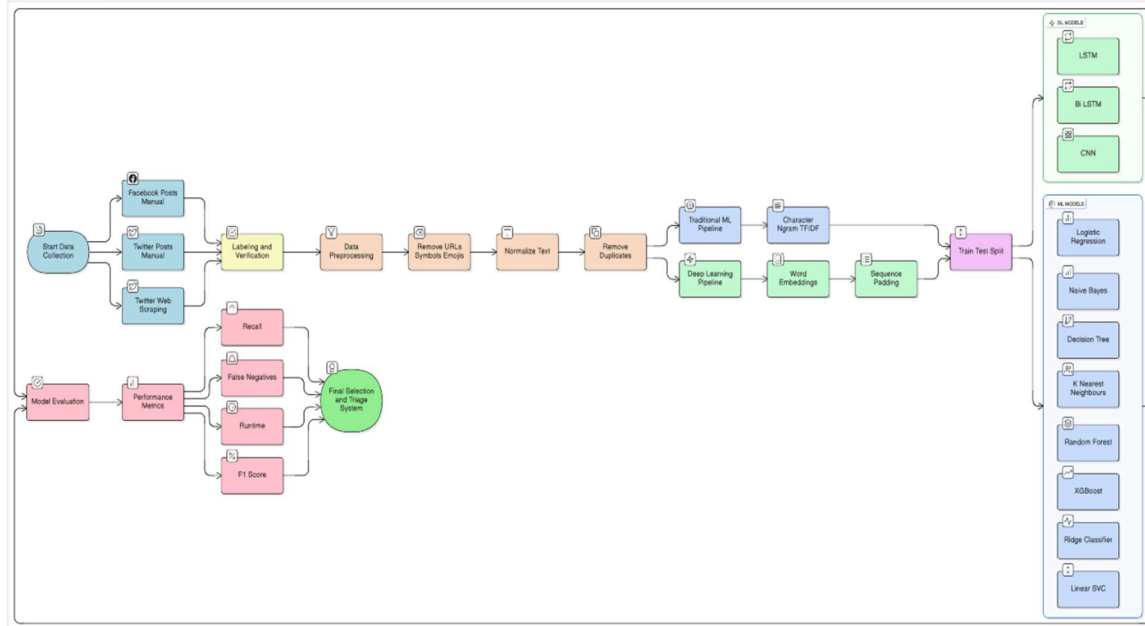 DL MODELS
LSTM
Bi LSTM
CNN
Facebook Posts
Manual
Start Data
Collection
Twitter Posts
Manual
Twitter Web
Scraping
Labeling and
Verification
Data
Preprocessing
Remove URLs
Symbols Emojis
Normalize Text
Remove
Duplicates
Traditional ML
Pipeline
Character
Ngram TFIDF
Deep Learning
Pipeline
Word
Embeddings
Sequence
Padding
Train Test Split
ML MODELS
Logistic
Regression
Naive Bayes
Decision Tree
K Nearest
Neighbours
Random Forest
XGBoost
Ridge Classifier
Linear SVC
Model Evaluation
Performance
Metrics
Recall
False Negatives
Runtime
F1 Score
Final Selection
and Triage
System